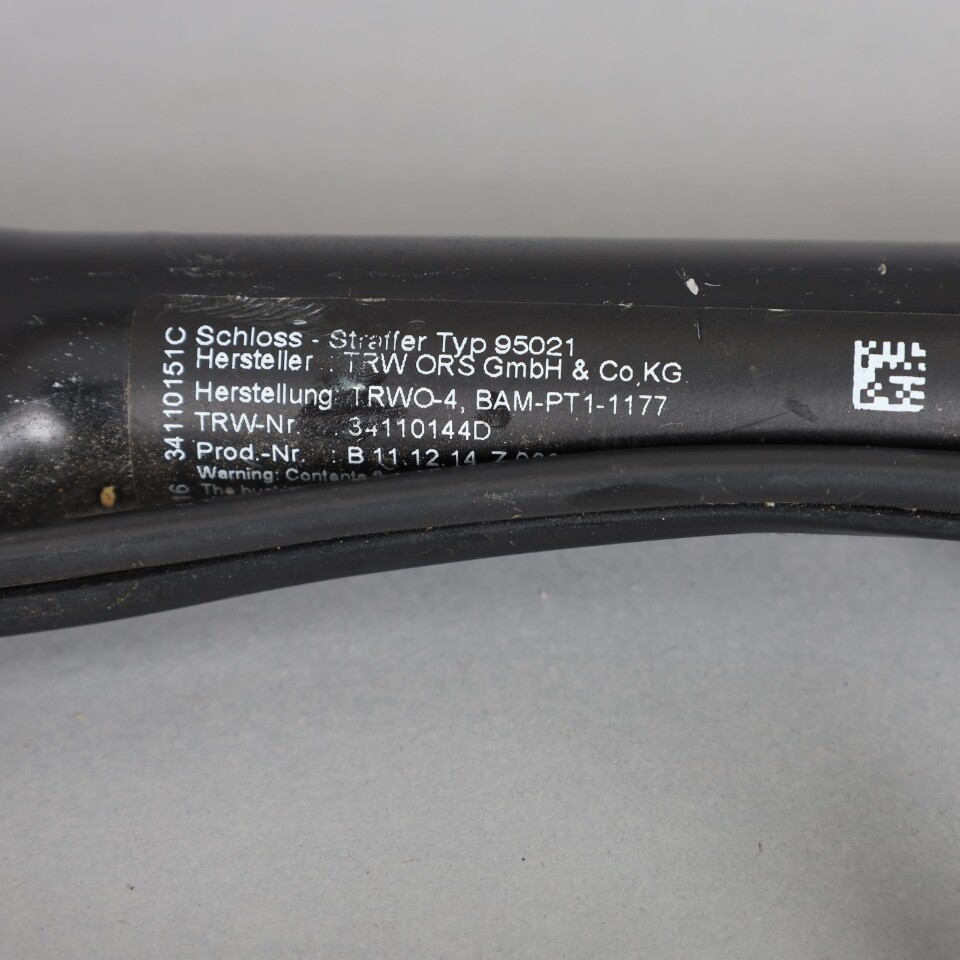 34110151C
Schloss - Straffer Typ 95021
Hersteller : TRW ORS GmbH & Co.KG
Herstellung TRWO-4, BAM-PT1-1177
TRW-Nr. : 34110144D
Prod.-Nr. : B 11.12.14 Z
Warning: Contents
The